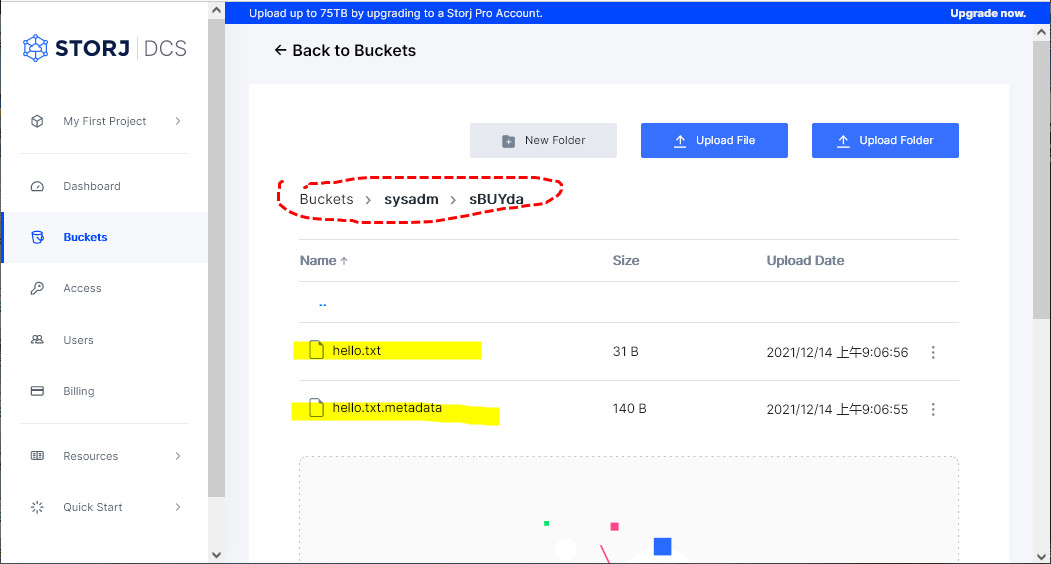 Upload up to 75TB by upgrading to a Storj Pro Account. Upgrade now.
STORJ DCS
← Back to Buckets
My First Project
New Folder Upload File Upload Folder
Dashboard
Buckets > sysadm > sBUYda
Buckets
Name ↑ Size Upload Date
Access
..
Users
hello.txt 31 B 2021/12/14 上午9:06:56
Billing
hello.txt.metadata 140 B 2021/12/14 上午9:06:55
Resources
Quick Start